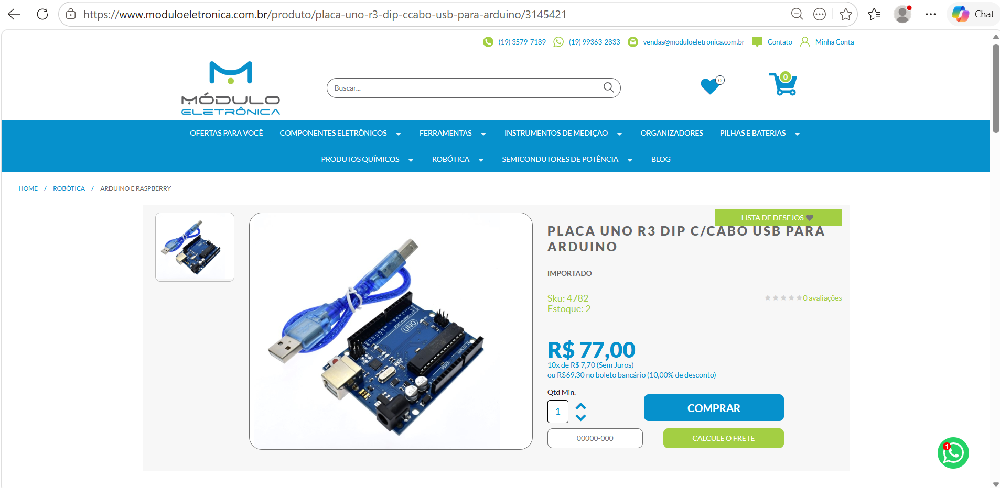 https://www.moduloeletronica.com.br/produto/placa-uno-r3-dip-ccabo-usb-para-arduino/3145421
Chat
(19) 3579-7189
(19) 99363-2833
vendas@moduloeletronica.com.br
Contato
Minha Conta
MÓDULO
ELETRÔNICA
Buscar...
0
0
OFERTAS PARA VOCÊ
COMPONENTES ELETRÔNICOS
FERRAMENTAS
INSTRUMENTOS DE MEDIÇÃO
ORGANIZADORES
PILHAS E BATERIAS
PRODUTOS QUÍMICOS
ROBÓTICA
SEMICONDUTORES DE POTÊNCIA
BLOG
HOME / ROBÓTICA / ARDUINO E RASPBERRY
LISTA DE DESEJOS
PLACA UNO R3 DIP C/CABO USB PARA
ARDUINO
IMPORTADO
Sku: 4782
0 avaliações
Estoque: 2
UNO
POWER
ANALOG IN
R$ 77,00
10x de R$ 7,70 (Sem Juros)
ou R$69,30 no boleto bancário (10,00% de desconto)
Qtd Min.
1
COMPRAR
00000-000
CALCULE O FRETE
1